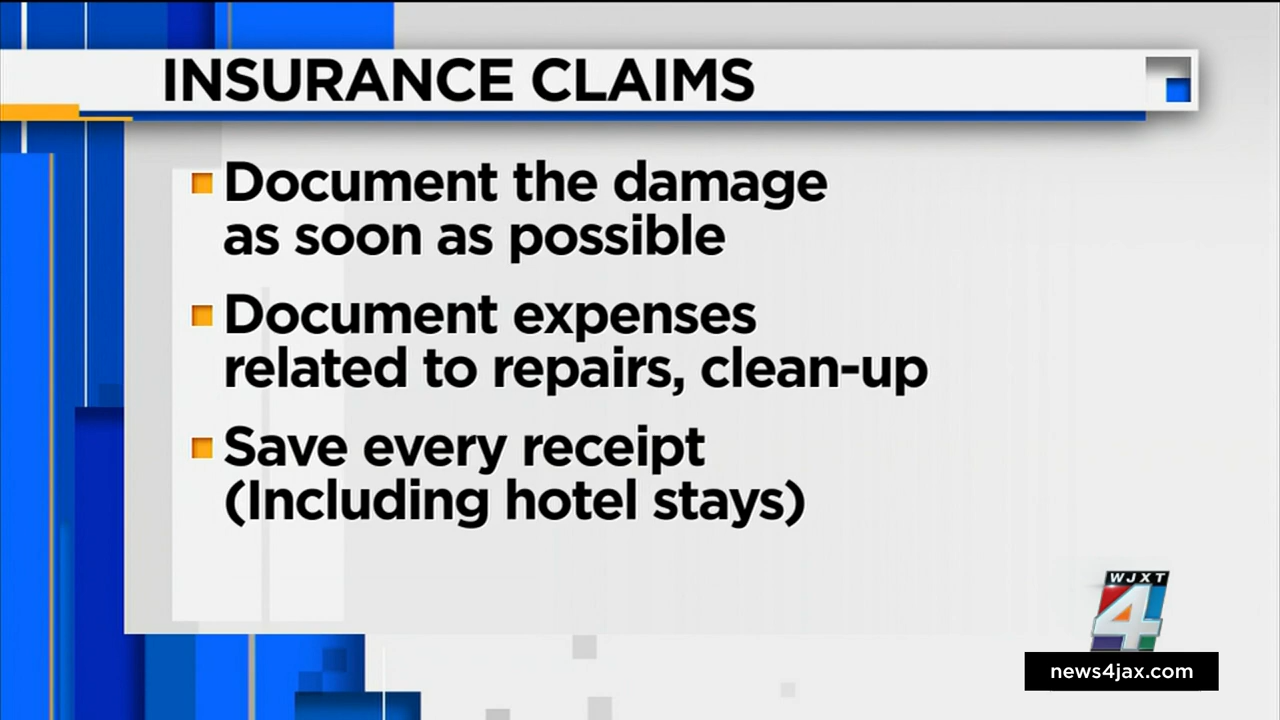 INSURANCE CLAIMS
Document the damage
as soon as possible
Document expenses
related to repairs, clean-up
Save every receipt
(Including hotel stays)
WJXT
4
news4jax.com